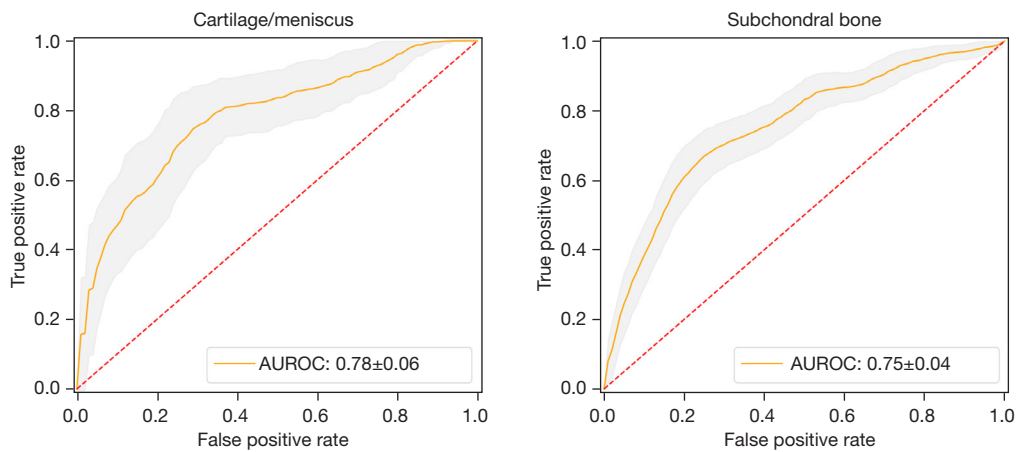 Cartilage/meniscus
1.0
0.8
0.6
0.4
0.2
0.0
True positive rate
AUROC: 0.78±0.06
0.0 0.2 0.4 0.6 0.8 1.0
False positive rate
Subchondral bone
1.0
0.8
0.6
0.4
0.2
0.0
True positive rate
AUROC: 0.75±0.04
0.0 0.2 0.4 0.6 0.8 1.0
False positive rate